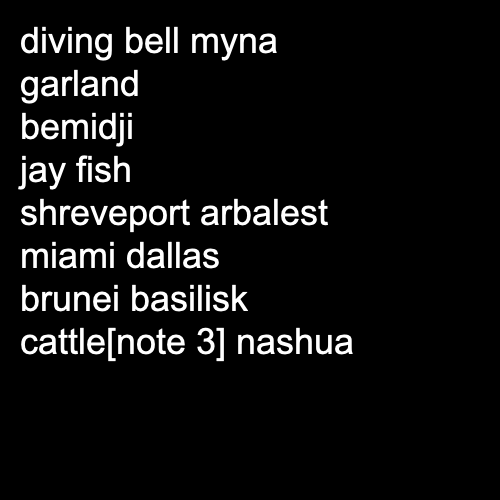 diving bell myna
garland
bemidji
jay fish
shreveport arbalest
miami dallas
brunei basilisk
cattle[note 3] nashua